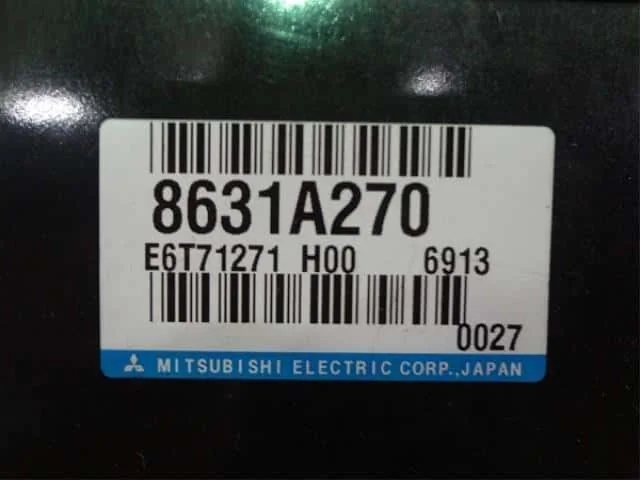 8631A270
E6T71271 H00 6913
0027
MITSUBISHI ELECTRIC CORP.,JAPAN